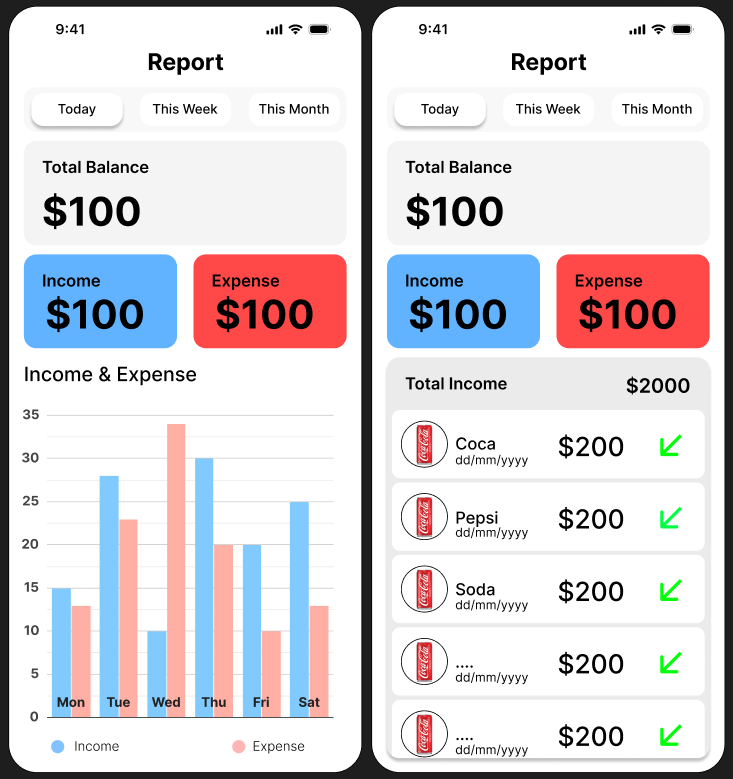 9:41
Report
Today This Week This Month
Total Balance
$100
Income Expense
$100 $100
Income & Expense
35
30
25
20
15
10
5
0
Mon Tue Wed Thu Fri Sat
Income Expense
9:41
Report
Today This Week This Month
Total Balance
$100
Income Expense
$100 $100
Total Income $2000
Coca-Cola
Coca
dd/mm/yyyy
$200
Coca-Cola
Pepsi
dd/mm/yyyy
$200
Coca-Cola
Soda
dd/mm/yyyy
$200
Coca-Cola
....
dd/mm/yyyy
$200
Coca-Cola
....
dd/mm/yyyy
$200